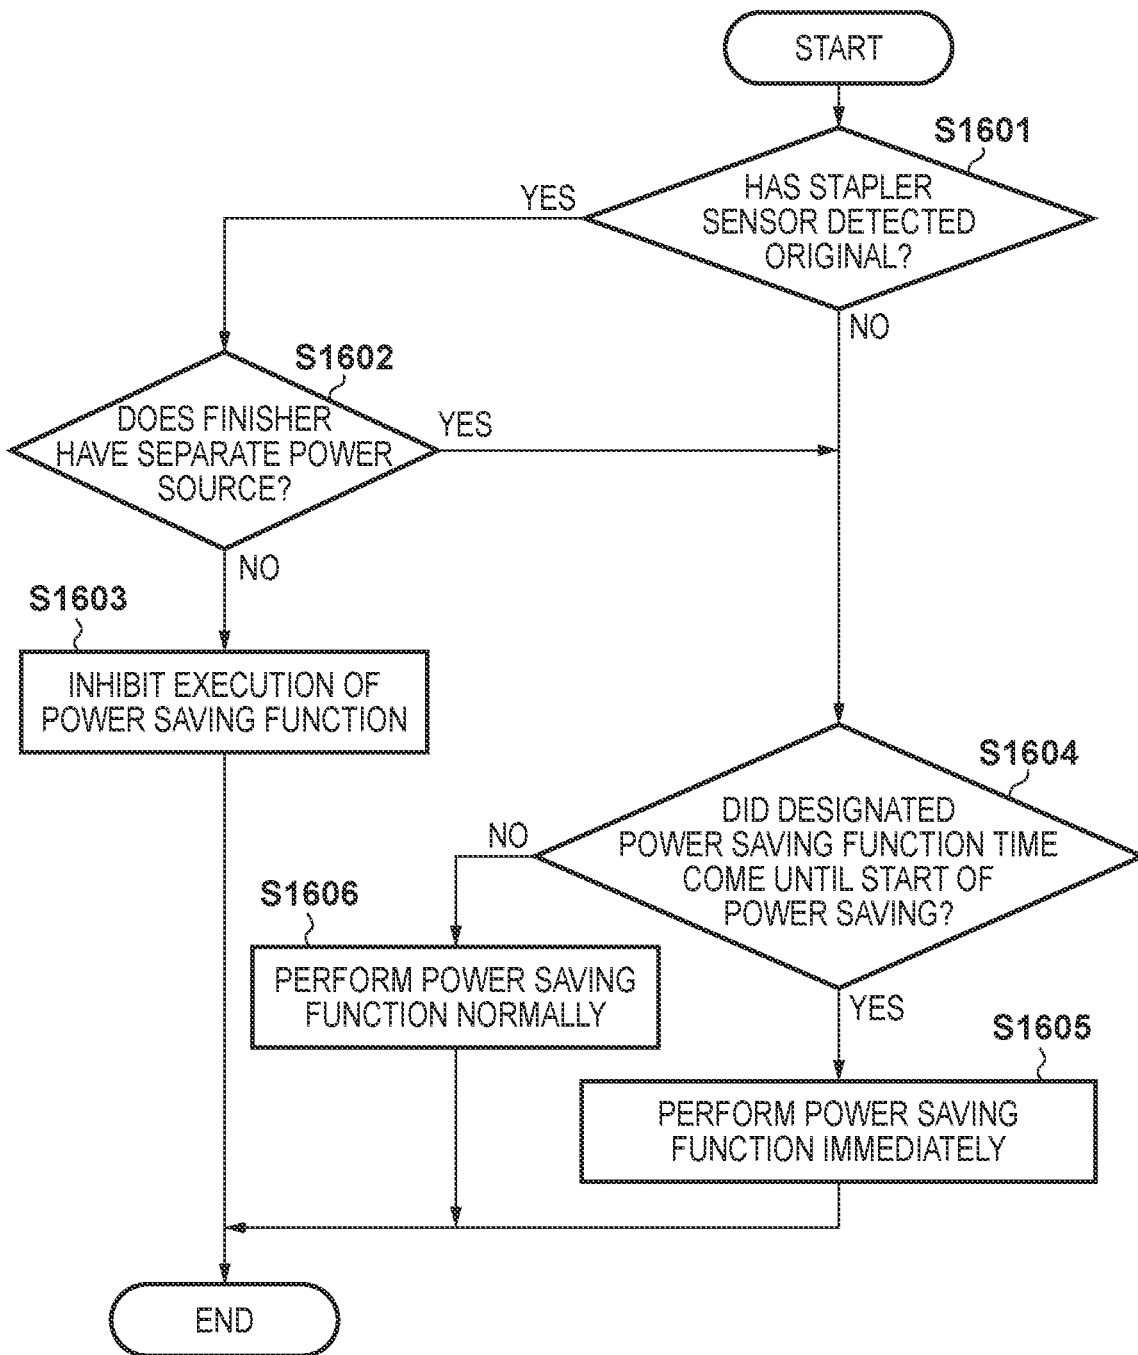 START
S1601
HAS STAPLER
SENSOR DETECTED
ORIGINAL?
YES
NO
S1602
DOES FINISHER
HAVE SEPARATE POWER
SOURCE?
YES
NO
S1603
INHIBIT EXECUTION OF
POWER SAVING FUNCTION
S1604
DID DESIGNATED
POWER SAVING FUNCTION TIME
COME UNTIL START OF
POWER SAVING?
NO
YES
S1606
PERFORM POWER SAVING
FUNCTION NORMALLY
S1605
PERFORM POWER SAVING
FUNCTION IMMEDIATELY
END